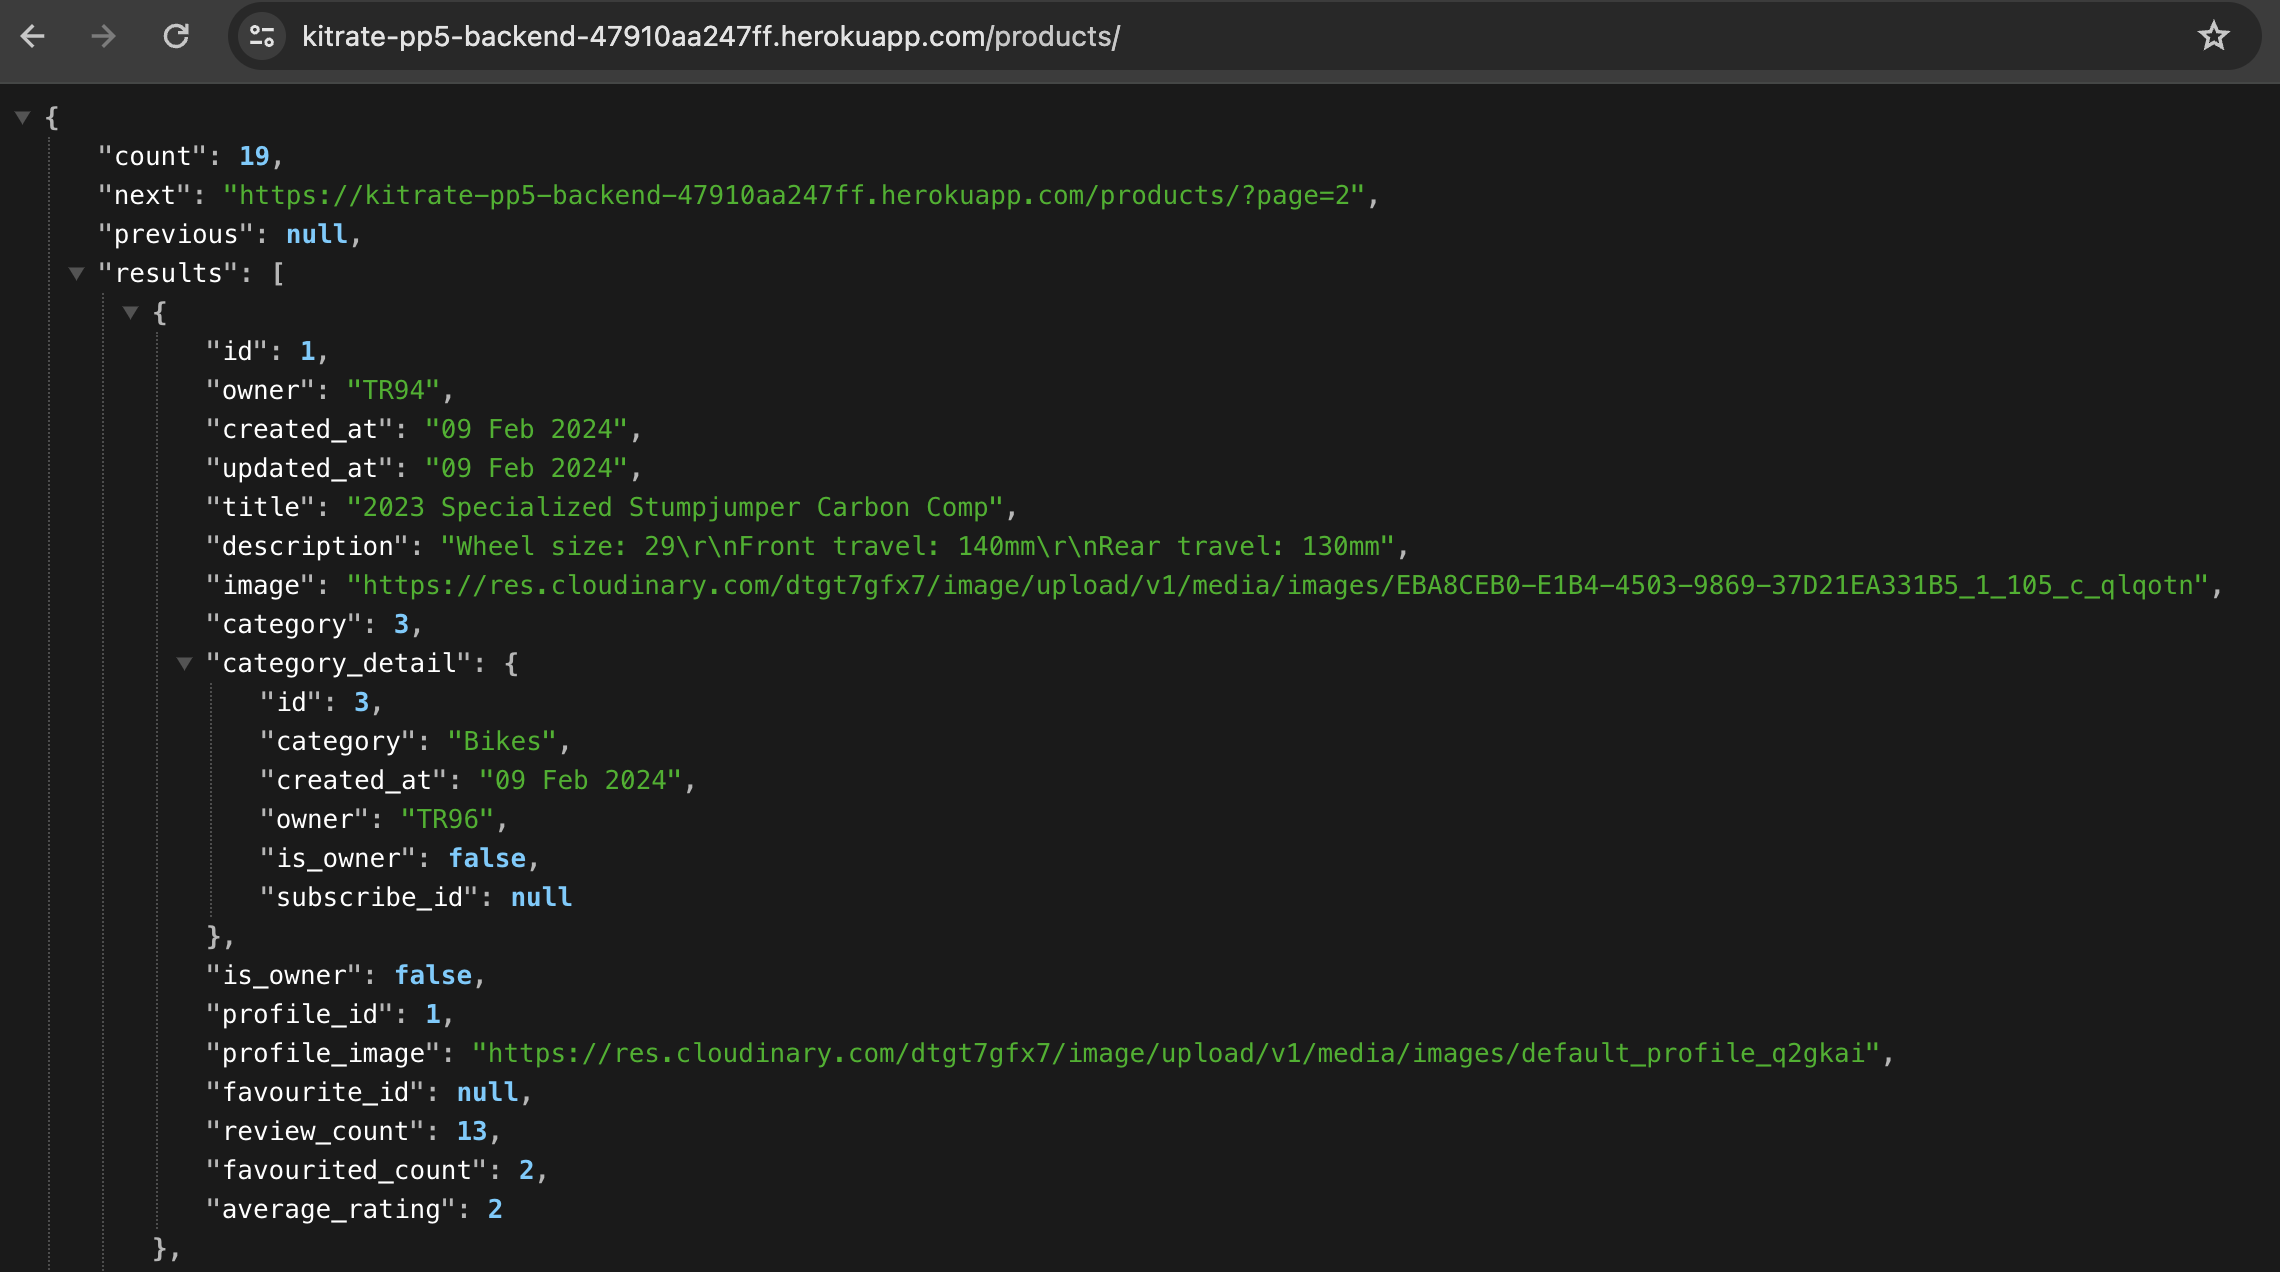 kitrate-pp5-backend-47910aa247ff.herokuapp.com/products/
{
"count": 19,
"next": "https://kitrate-pp5-backend-47910aa247ff.herokuapp.com/products/?page=2",
"previous": null,
"results": [
{
"id": 1,
"owner": "TR94",
"created_at": "09 Feb 2024",
"updated_at": "09 Feb 2024",
"title": "2023 Specialized Stumpjumper Carbon Comp",
"description": "Wheel size: 29\r\nFront travel: 140mm\r\nRear travel: 130mm",
"image": "https://res.cloudinary.com/dtgt7gfx7/image/upload/v1/media/images/EBA8CEB0-E1B4-4503-9869-37D21EA331B5_1_105_c_qlqotn",
"category": 3,
"category_detail": {
"id": 3,
"category": "Bikes",
"created_at": "09 Feb 2024",
"owner": "TR96",
"is_owner": false,
"subscribe_id": null
},
"is_owner": false,
"profile_id": 1,
"profile_image": "https://res.cloudinary.com/dtgt7gfx7/image/upload/v1/media/images/default_profile_q2gkai",
"favourite_id": null,
"review_count": 13,
"favourited_count": 2,
"average_rating": 2
},